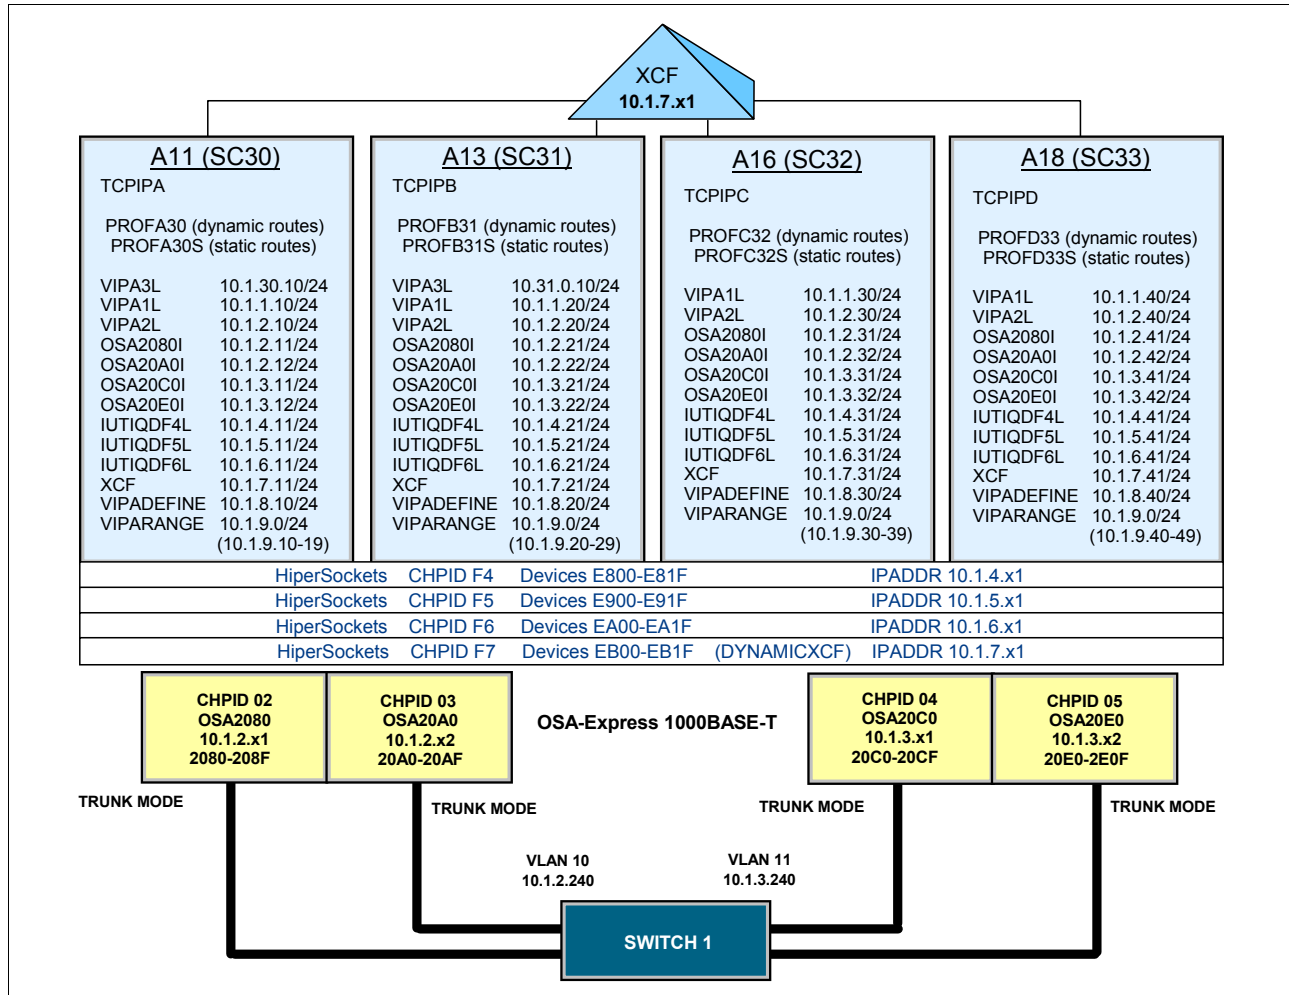 XCF
10.1.7.x1
A11 (SC30)
TCPIPA
PROFA30 (dynamic routes)
PROFA30S (static routes)
VIPA3L 10.1.30.10/24
VIPA1L 10.1.1.10/24
VIPA2L 10.1.2.10/24
OSA2080I 10.1.2.11/24
OSA20A0I 10.1.2.12/24
OSA20C0I 10.1.3.11/24
OSA20E0I 10.1.3.12/24
IUTIQDF4L 10.1.4.11/24
IUTIQDF5L 10.1.5.11/24
IUTIQDF6L 10.1.6.11/24
XCF 10.1.7.11/24
VIPADEFINE 10.1.8.10/24
VIPARANGE 10.1.9.0/24
(10.1.9.10-19)
A13 (SC31)
TCPIPB
PROFB31 (dynamic routes)
PROFB31S (static routes)
VIPA3L 10.31.0.10/24
VIPA1L 10.1.1.20/24
VIPA2L 10.1.2.20/24
OSA2080I 10.1.2.21/24
OSA20A0I 10.1.2.22/24
OSA20C0I 10.1.3.21/24
OSA20E0I 10.1.3.22/24
IUTIQDF4L 10.1.4.21/24
IUTIQDF5L 10.1.5.21/24
IUTIQDF6L 10.1.6.21/24
XCF 10.1.7.21/24
VIPADEFINE 10.1.8.20/24
VIPARANGE 10.1.9.0/24
(10.1.9.20-29)
A16 (SC32)
TCPIPC
PROFC32 (dynamic routes)
PROFC32S (static routes)
VIPA1L 10.1.1.30/24
VIPA2L 10.1.2.30/24
OSA2080I 10.1.2.31/24
OSA20A0I 10.1.2.32/24
OSA20C0I 10.1.3.31/24
OSA20E0I 10.1.3.32/24
IUTIQDF4L 10.1.4.31/24
IUTIQDF5L 10.1.5.31/24
IUTIQDF6L 10.1.6.31/24
XCF 10.1.7.31/24
VIPADEFINE 10.1.8.30/24
VIPARANGE 10.1.9.0/24
(10.1.9.30-39)
A18 (SC33)
TCPIPD
PROFD33 (dynamic routes)
PROFD33S (static routes)
VIPA1L 10.1.1.40/24
VIPA2L 10.1.2.40/24
OSA2080I 10.1.2.41/24
OSA20A0I 10.1.2.42/24
OSA20C0I 10.1.3.41/24
OSA20E0I 10.1.3.42/24
IUTIQDF4L 10.1.4.41/24
IUTIQDF5L 10.1.5.41/24
IUTIQDF6L 10.1.6.41/24
XCF 10.1.7.41/24
VIPADEFINE 10.1.8.40/24
VIPARANGE 10.1.9.0/24
(10.1.9.40-49)
HiperSockets CHPID F4 Devices E800-E81F IPADDR 10.1.4.x1
HiperSockets CHPID F5 Devices E900-E91F IPADDR 10.1.5.x1
HiperSockets CHPID F6 Devices EA00-EA1F IPADDR 10.1.6.x1
HiperSockets CHPID F7 Devices EB00-EB1F (DYNAMICXCF) IPADDR 10.1.7.x1
CHPID 02
OSA2080
10.1.2.x1
2080-208F
CHPID 03
OSA20A0
10.1.2.x2
20A0-20AF
OSA-Express 1000BASE-T
CHPID 04
OSA20C0
10.1.3.x1
20C0-20CF
CHPID 05
OSA20E0
10.1.3.x2
20E0-2E0F
TRUNK MODE
TRUNK MODE
TRUNK MODE
TRUNK MODE
VLAN 10
10.1.2.240
VLAN 11
10.1.3.240
SWITCH 1